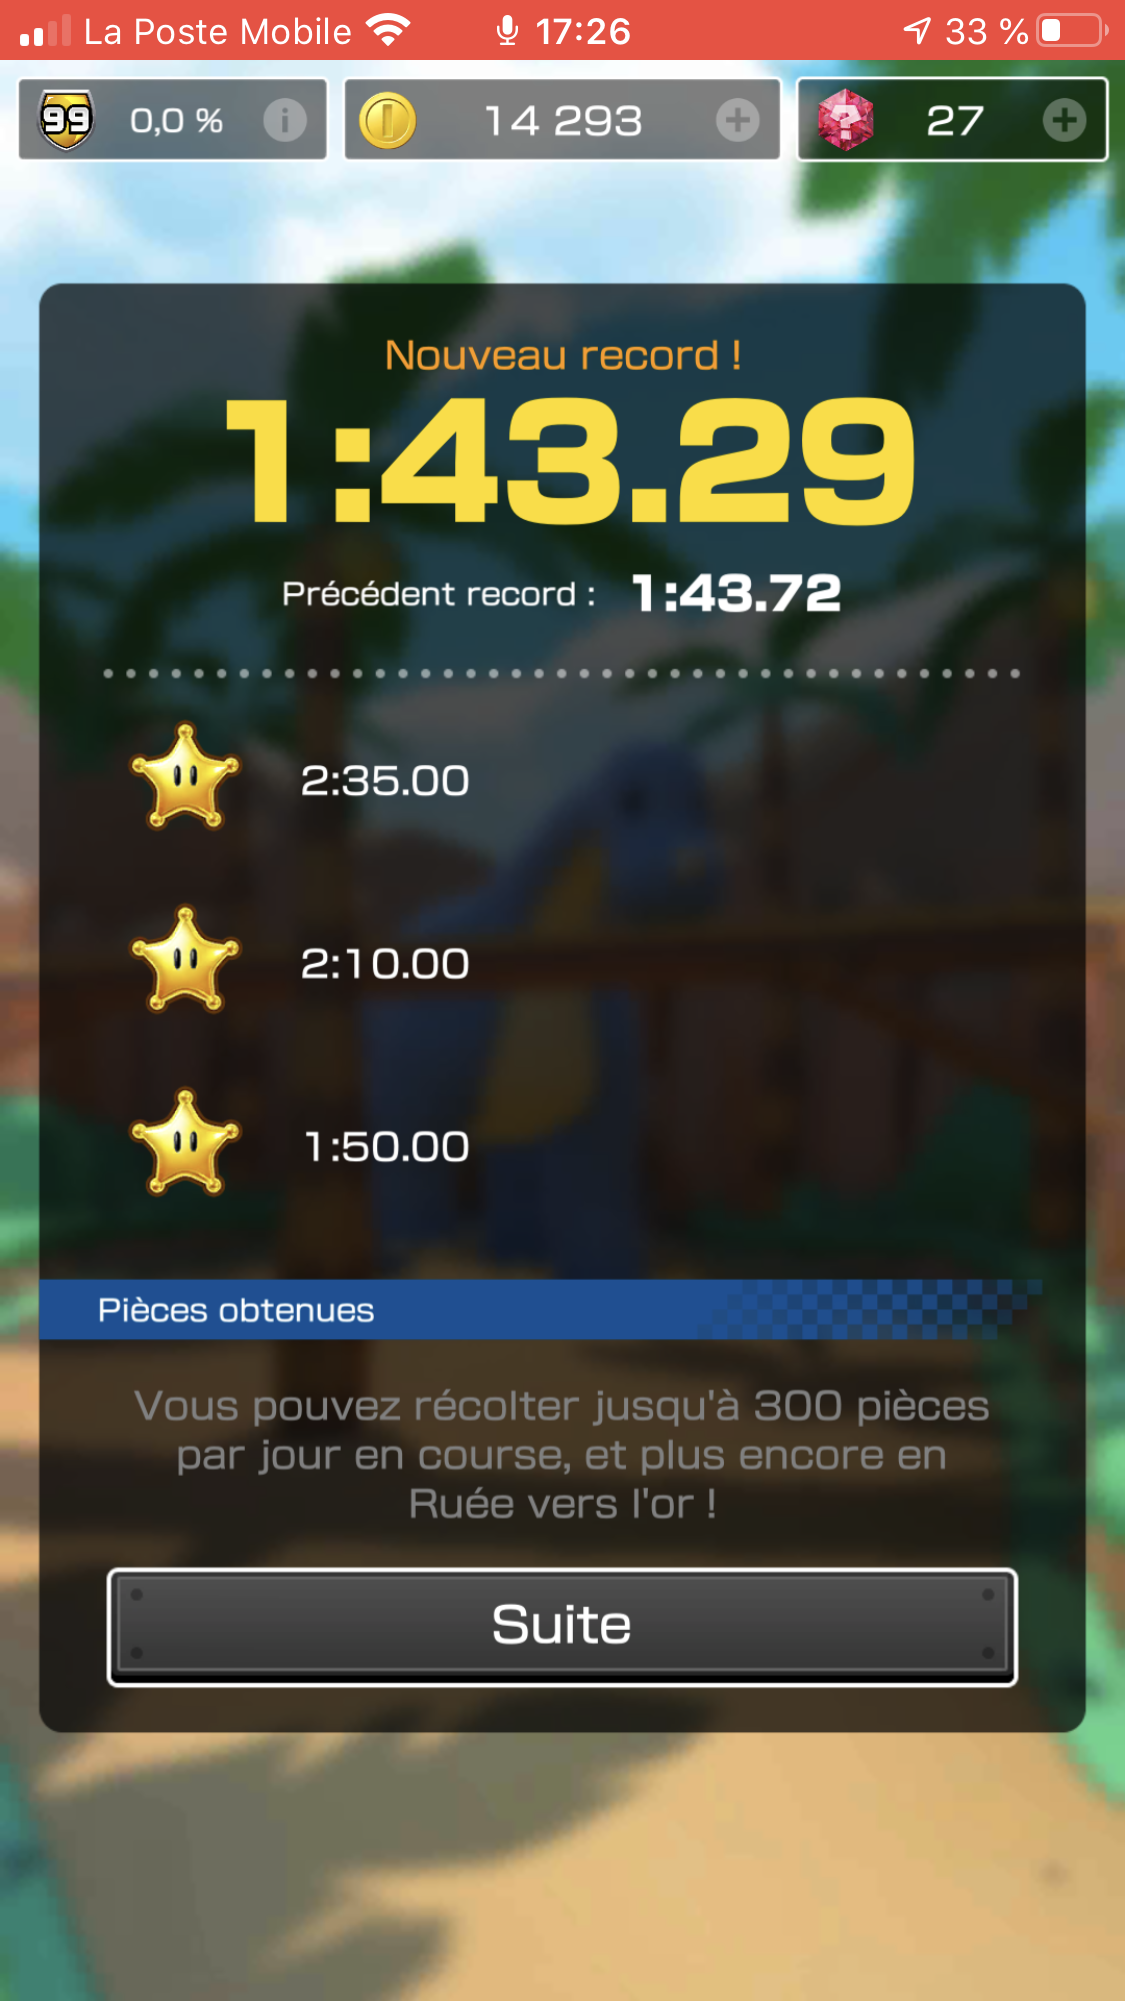 La Poste Mobile 17:26 33 %
99 0,0 % i 14 293 + ? 27 +
Nouveau record !
1:43.29
Précédent record : 1:43.72
2:35.00
2:10.00
1:50.00
Pièces obtenues
Vous pouvez récolter jusqu'à 300 pièces
par jour en course, et plus encore en
Ruée vers l'or !
Suite